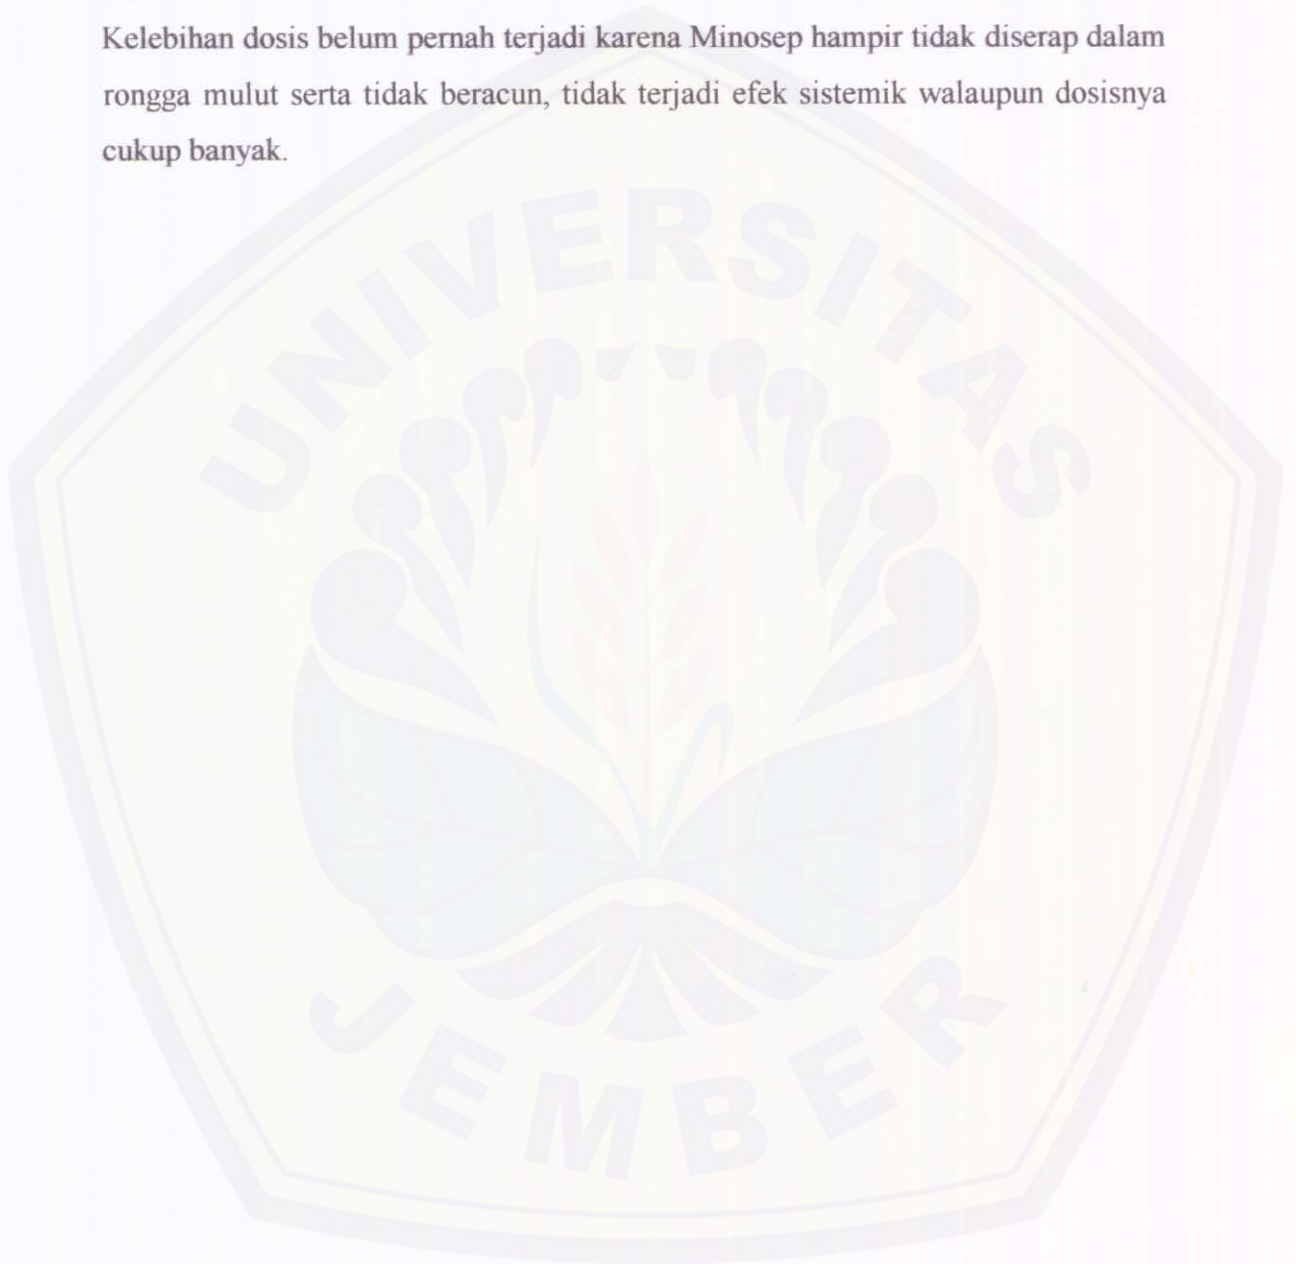 Kelebihan dosis belum pernah terjadi karena Minosep hampir tidak diserap dalam
rongga mulut serta tidak beracun, tidak terjadi efek sistemik walaupun dosisnya
cukup banyak.
UNIVERSITAS
JEMBER